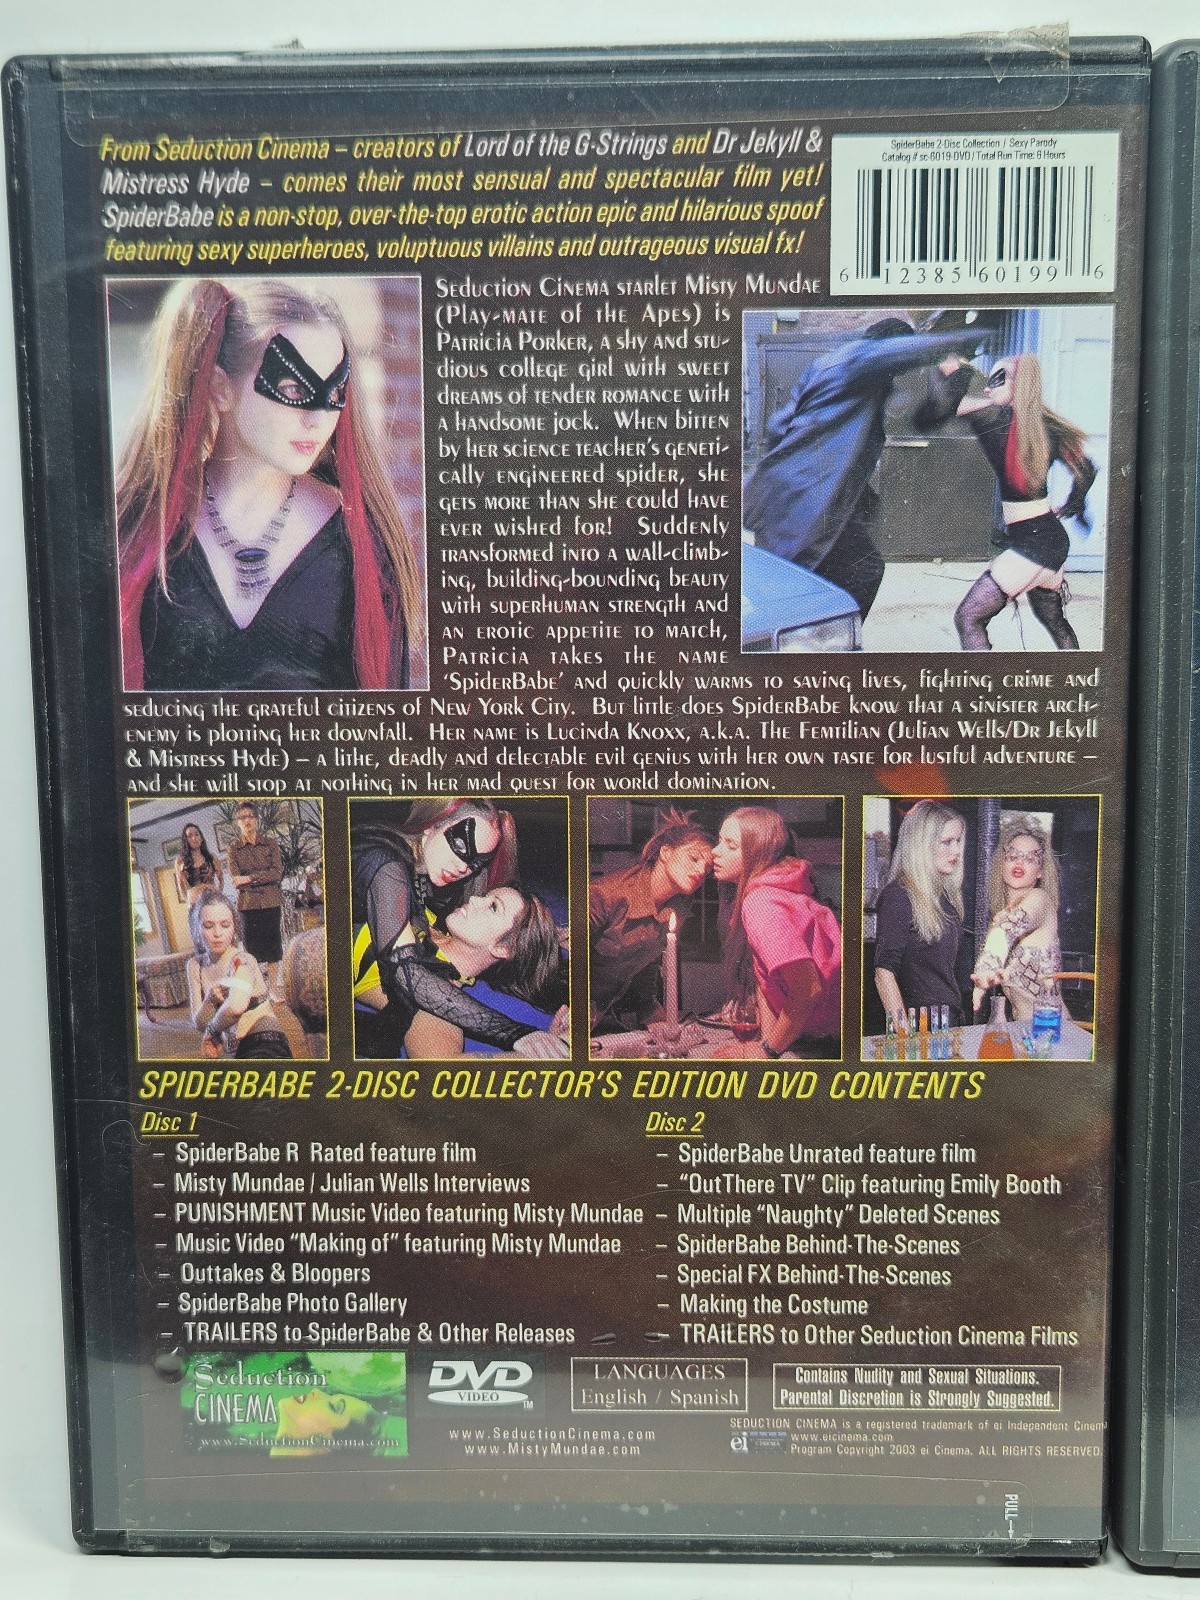 From Seduction Cinema – creators of Lord of the G-Strings and Dr Jekyll &
Mistress Hyde – comes their most sensual and spectacular film yet!
SpiderBabe is a non-stop, over-the-top erotic action epic and hilarious spoof
featuring sexy superheroes, voluptuous villains and outrageous visual fx!
SpiderBabe 2-Disc Collection / Sexy Parody
Catalog # sc-6019-DVD / Total Run Time: 6 Hours
6 12385 60199 6
Seduction Cinema starlet Misty Mundae
(Play-mate of the Apes) is
Patricia Porker, a shy and stu-
dious college girl with sweet
dreams of tender romance with
a handsome jock. When bitten
by her science teacher's geneti-
cally engineered spider, she
gets more than she could have
ever wished for! Suddenly
transformed into a wall-climb-
ing, building-bounding beauty
with superhuman strength and
an erotic appetite to match,
Patricia takes the name
'SpiderBabe' and quickly warms to saving lives, fighting crime and
seducing the grateful citizens of New York City. But little does SpiderBabe know that a sinister arch-
enemy is plotting her downfall. Her name is Lucinda Knoxx, a.k.a. The Femtilian (Julian Wells/Dr Jekyll
& Mistress Hyde) – a lithe, deadly and delectable evil genius with her own taste for lustful adventure –
and she will stop at nothing in her mad quest for world domination.
SPIDERBABE 2-DISC COLLECTOR'S EDITION DVD CONTENTS
Disc 1
– SpiderBabe R Rated feature film
– Misty Mundae / Julian Wells Interviews
– PUNISHMENT Music Video featuring Misty Mundae
– Music Video "Making of" featuring Misty Mundae
– Outtakes & Bloopers
– SpiderBabe Photo Gallery
– TRAILERS to SpiderBabe & Other Releases
Disc 2
– SpiderBabe Unrated feature film
– "OutThere TV" Clip featuring Emily Booth
– Multiple "Naughty" Deleted Scenes
– SpiderBabe Behind-The-Scenes
– Special FX Behind-The-Scenes
– Making the Costume
– TRAILERS to Other Seduction Cinema Films
Seduction
CINEMA
www.SeductionCinema.com
DVD
VIDEO
TM
www.SeductionCinema.com
www.MistyMundae.com
LANGUAGES
English / Spanish
Contains Nudity and Sexual Situations.
Parental Discretion is Strongly Suggested.
SEDUCTION CINEMA is a registered trademark of ei Independent Cinem
ei
www.eicinema.com
Program Copyright 2003 ei Cinema. ALL RIGHTS RESERVED.
PULL